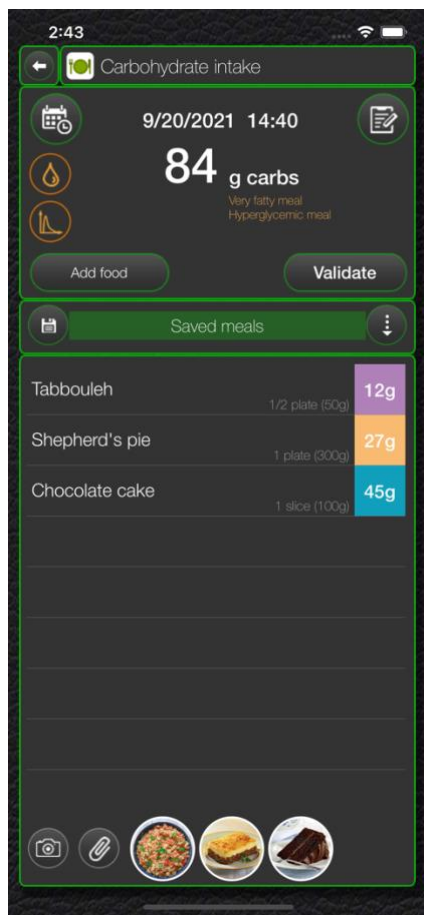 2:43
Carbohydrate intake
9/20/2021 14:40
84 g carbs
Very fatty meal
Hyperglycemic meal
Add food
Validate
Saved meals
Tabbouleh
1/2 plate (50g)
12g
Shepherd's pie
1 plate (300g)
27g
Chocolate cake
1 slice (100g)
45g